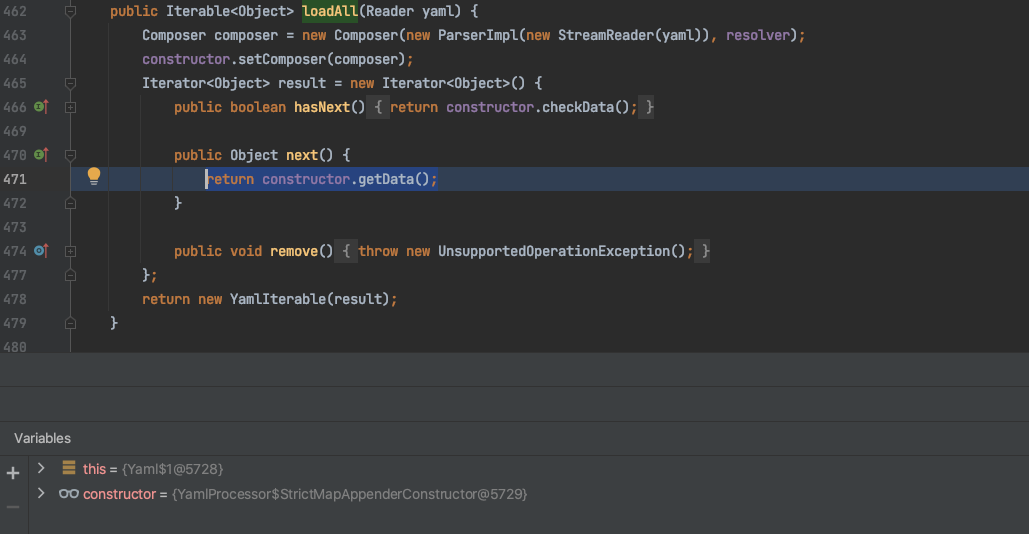 462 public Iterable<Object> loadAll(Reader yaml) {
463 Composer composer = new Composer(new ParserImpl(new StreamReader(yaml)), resolver);
464 constructor.setComposer(composer);
465 Iterator<Object> result = new Iterator<Object>() {
466 public boolean hasNext() { return constructor.checkData(); }
469
470 public Object next() {
471 return constructor.getData();
472 }
473
474 public void remove() { throw new UnsupportedOperationException(); }
477 };
478 return new YamlIterable(result);
479 }
480
Variables
this = {Yaml$1@5728}
constructor = {YamlProcessor$StrictMapAppenderConstructor@5729}